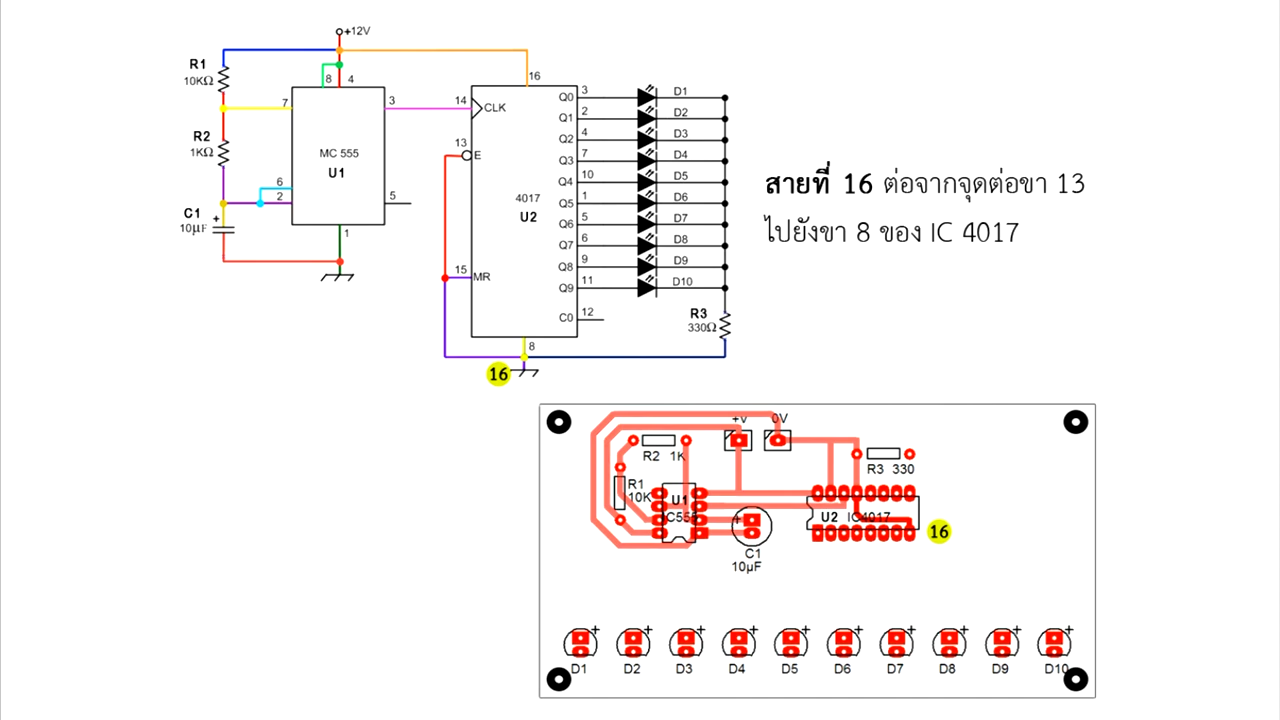 +12V
R1
10KΩ
8 4
7
3
14
CLK
16
R2
1KΩ
MC 555
U1
6
2
5
C1
+
10µF
1
13
E
4017
U2
15
MR
Q0 3 D1
Q1 2 D2
Q2 4 D3
Q3 7 D4
Q4 10 D5
Q5 1 D6
Q6 5 D7
Q7 6 D8
Q8 9 D9
Q9 11 D10
C0 12
R3
330Ω
8
16
สายที่ 16 ต่อจากจุดต่อขา 13
ไปยังขา 8 ของ IC 4017
+V 0V
R2 1K
R3 330
R1
10K
U1
IC555
U2 IC4017
16
+
C1
10µF
+ + + + + + + + + +
D1 D2 D3 D4 D5 D6 D7 D8 D9 D10